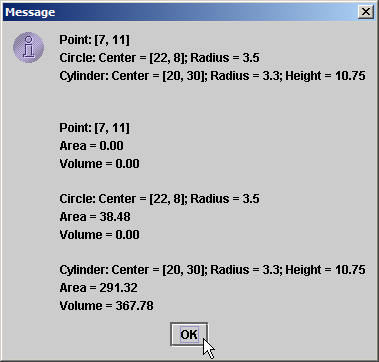 Message
Point: [7, 11]
Circle: Center = [22, 8]; Radius = 3.5
Cylinder: Center = [20, 30]; Radius = 3.3; Height = 10.75
Point: [7, 11]
Area = 0.00
Volume = 0.00
Circle: Center = [22, 8]; Radius = 3.5
Area = 38.48
Volume = 0.00
Cylinder: Center = [20, 30]; Radius = 3.3; Height = 10.75
Area = 291.32
Volume = 367.78
OK